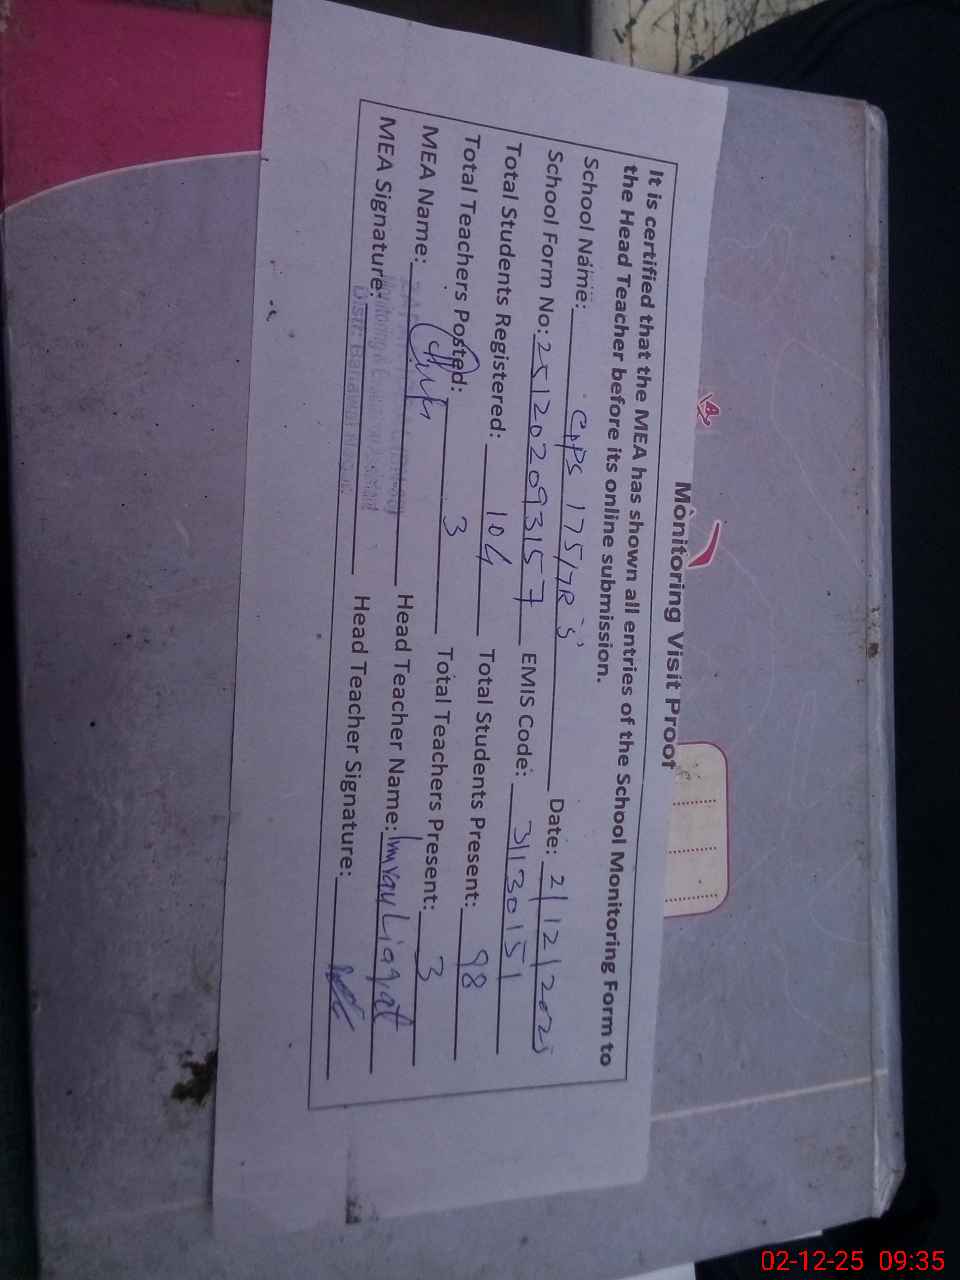 Monitoring Visit Proof
It is certified that the MEA has shown all entries of the School Monitoring Form to
the Head Teacher before its online submission.
School Name: GPS 175/7R 'S' Date: 2/12/2025
School Form No: 251202093157 EMIS Code: 31130151
Total Students Registered: 104 Total Students Present: 98
Total Teachers Posted: 3 Total Teachers Present: 3
MEA Name: Head Teacher Name: Imran Liaqat
MEA Signature: Head Teacher Signature:
02-12-25 09:35